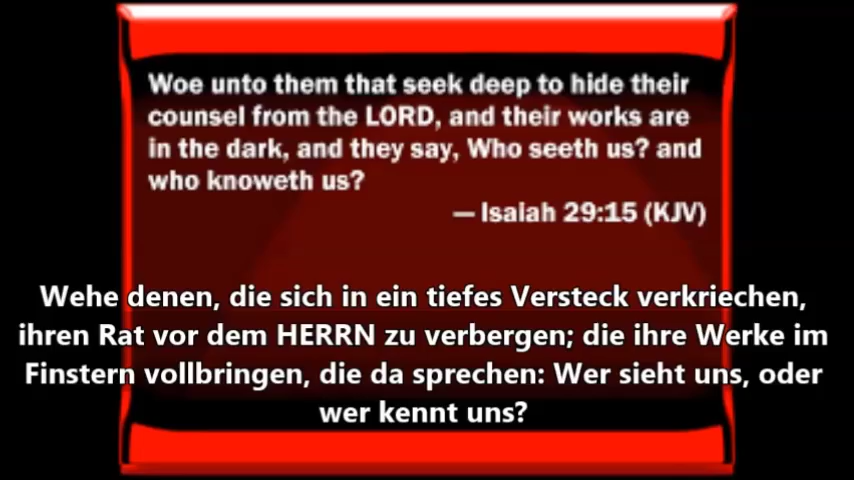 Woe unto them that seek deep to hide their
counsel from the LORD, and their works are
in the dark, and they say, Who seeth us? and
who knoweth us?
— Isaiah 29:15 (KJV)
Wehe denen, die sich in ein tiefes Versteck verkriechen,
ihren Rat vor dem HERRN zu verbergen; die ihre Werke im
Finstern vollbringen, die da sprechen: Wer sieht uns, oder
wer kennt uns?